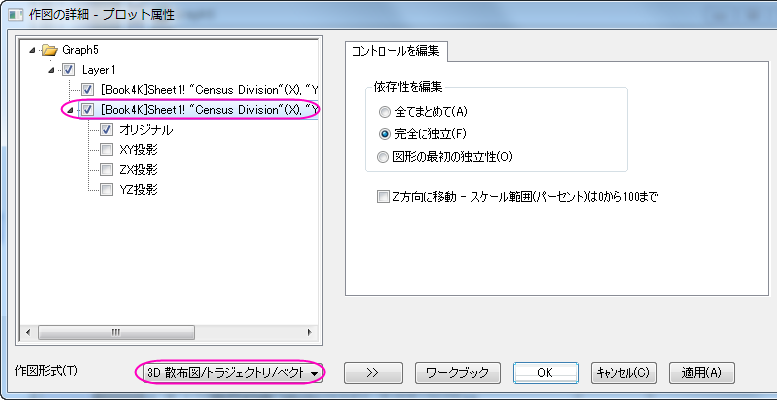 作図の詳細 - プロット属性
Graph5
Layer1
[Book4K]Sheet1! "Census Division"(X), "Y
[Book4K]Sheet1! "Census Division"(X), "Y
オリジナル
XY投影
ZX投影
YZ投影
コントロールを編集
依存性を編集
全てまとめて(A)
完全に独立(F)
図形の最初の独立性(O)
Z方向に移動 - スケール範囲(パーセント)は0から100まで
作図形式(T)
3D 散布図/トラジェクトリ/ベクト
>>
ワークブック
OK
キャンセル(C)
適用(A)